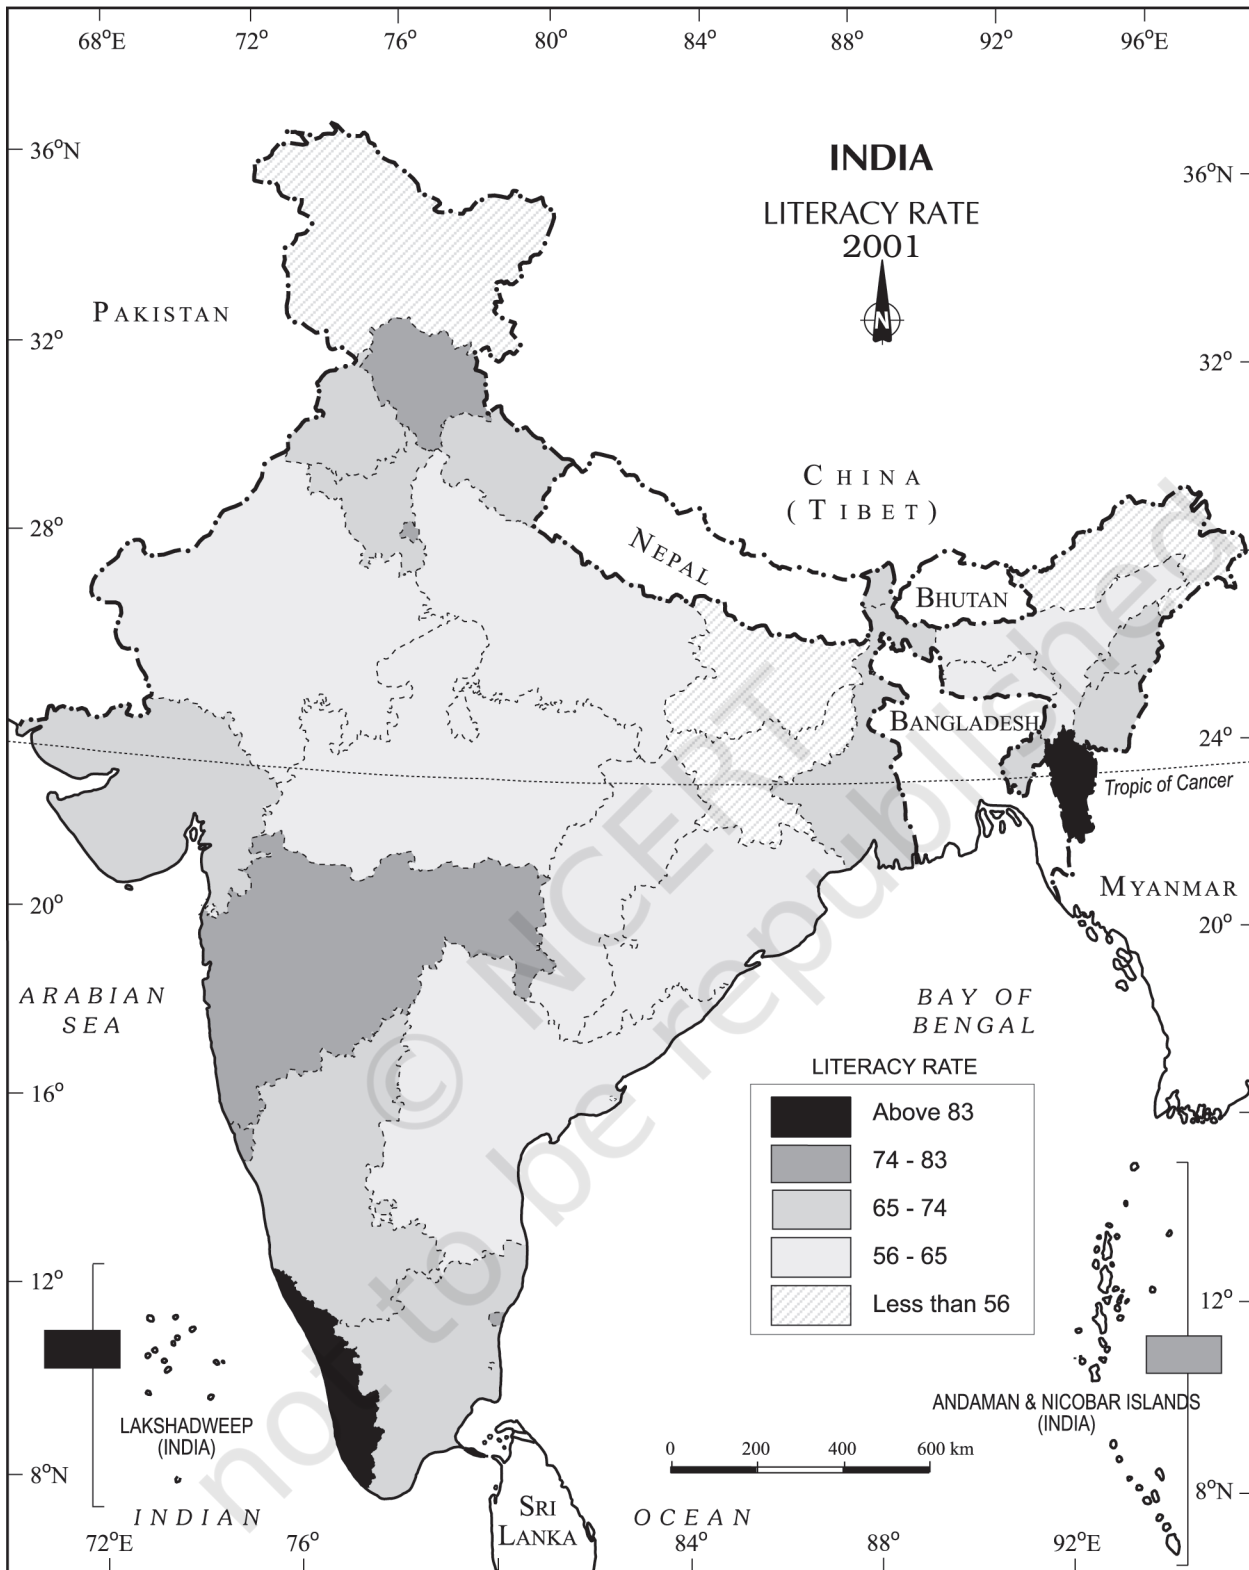 68°E 72° 76° 80° 84° 88° 92° 96°E
36°N
INDIA
36°N
LITERACY RATE
2001
N
PAKISTAN
32°
32°
CHINA
(TIBET)
28°
NEPAL
BHUTAN
BANGLADESH
24°
Tropic of Cancer
MYANMAR
20°
20°
ARABIAN
SEA
BAY OF
BENGAL
LITERACY RATE
Above 83
74 - 83
65 - 74
56 - 65
Less than 56
16°
12°
12°
LAKSHADWEEP
(INDIA)
ANDAMAN & NICOBAR ISLANDS
(INDIA)
0 200 400 600 km
8°N
8°N
INDIAN
SRI
LANKA
OCEAN
72°E 76° 84° 88° 92°E
© NCERT
not to be republished